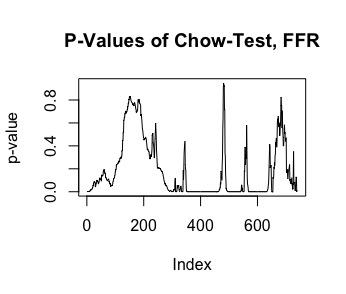 P-Values of Chow-Test, FFR
p-value
0.8
0.4
0.0
0 200 400 600
Index